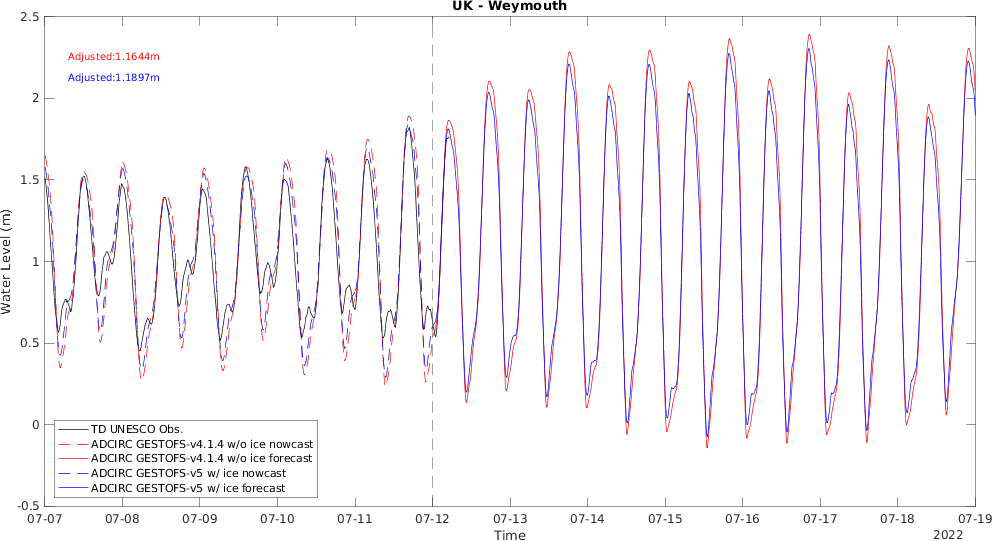 UK - Weymouth
2.5
Adjusted:1.1644m
Adjusted:1.1897m
2
1.5
1
0.5
0
-0.5
Water Level (m)
TD UNESCO Obs.
ADCIRC GESTOFS-v4.1.4 w/o ice nowcast
ADCIRC GESTOFS-v4.1.4 w/o ice forecast
ADCIRC GESTOFS-v5 w/ ice nowcast
ADCIRC GESTOFS-v5 w/ ice forecast
07-07 07-08 07-09 07-10 07-11 07-12 07-13 07-14 07-15 07-16 07-17 07-18 07-19
Time
2022